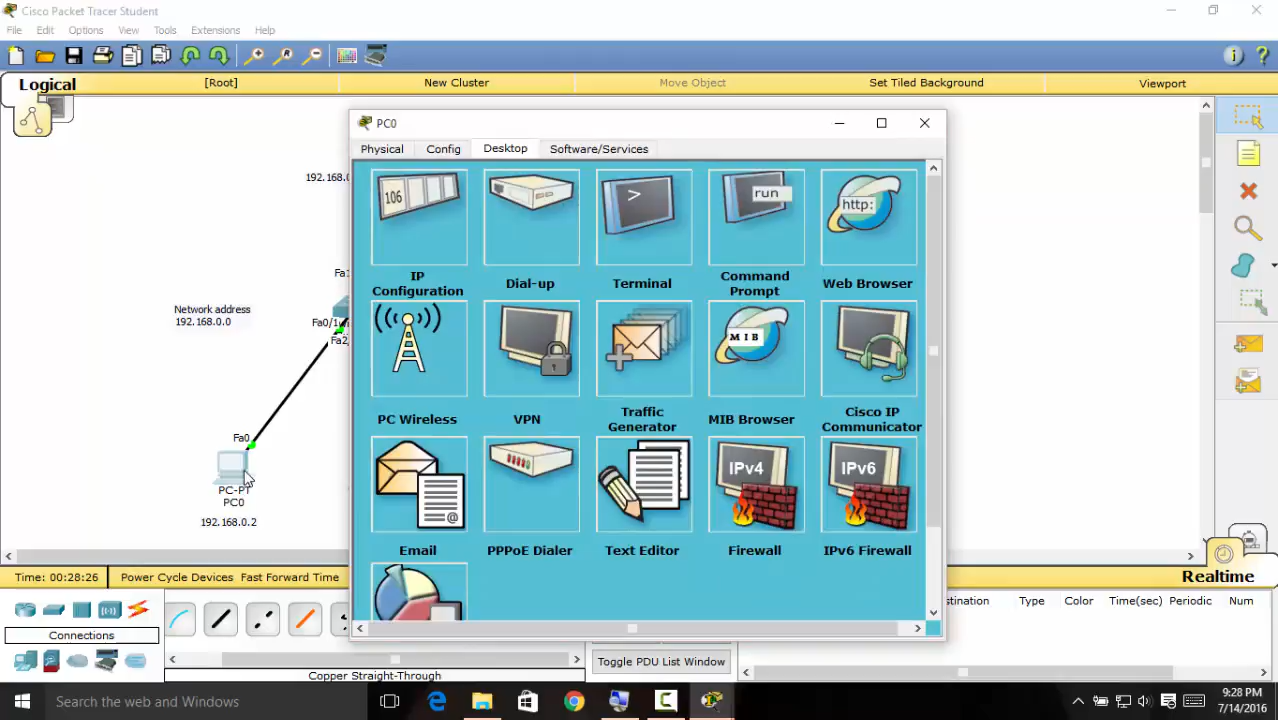 Cisco Packet Tracer Student
File Edit Options View Tools Extensions Help
Logical
[Root]
New Cluster
Move Object
Set Tiled Background
Viewport
192.168.0
Fa1
Network address
192.168.0.0
Fa0/1
Fa2
Fa0
PC-PT
PC0
192.168.0.2
PC0
Physical Config Desktop Software/Services
106
>
run
http:
IP
Configuration
Dial-up
Terminal
Command
Prompt
Web Browser
MIB
PC Wireless
VPN
Traffic
Generator
MIB Browser
Cisco IP
Communicator
@
IPv4
IPv6
Email
PPPoE Dialer
Text Editor
Firewall
IPv6 Firewall
Time: 00:28:26
Power Cycle Devices Fast Forward Time
Realtime
Connections
Copper Straight-Through
Toggle PDU List Window
stination Type Color Time(sec) Periodic Num
Search the web and Windows
9:28 PM
7/14/2016